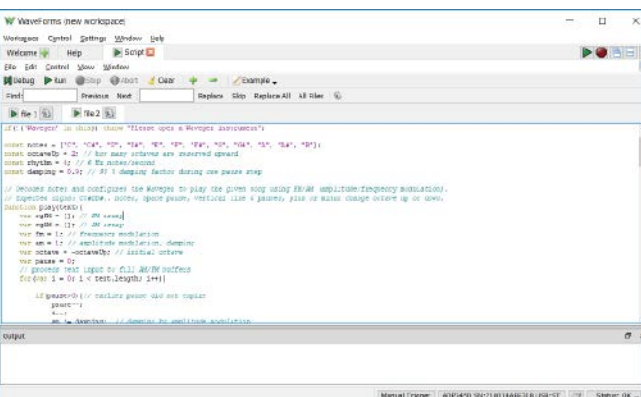 WaveForms (new workspace)
Workspace Control Settings Window Help
Welcome Help Script
File Edit Control View Window
Debug Run Stop Abort Clear Example
Find: Previous Next Replace Skip Replace All All Files
file 1 file 2
if(!('Wavegen' in this)) throw "Please open a Wavegen instrument";
const notes = ["C", "C#", "D", "D#", "E", "F", "F#", "G", "G#", "A", "A#", "B"];
const octaveUp = 2; // how many octaves are reserved upward
const rhythm = 4; // 4 Hz notes/second
const damping = 0.9; // damping factor during one pause step
// Decodes notes and configures the Wavegen to play the given song using FM/AM (amplitude/frequency modulation).
// Expected signs: notes, space pause, vertical line 4 pauses, plus or minus change octave up or down.
function play(text){
var rgFM = []; // FM array
var rgAM = []; // AM array
var fm = 1; // frequency modulation
var am = 1; // amplitude modulation, damping
var octave = -octaveUp; // initial octave
var pause = 0;
// process text input to fill AM/FM buffers
for(var i = 0; i < text.length; i++){
if(pause>0){// earlier pause did not expire
pause--;
i--;
am *= damping; // damping by amplitude modulation
Output
Manual Trigger Status: OK